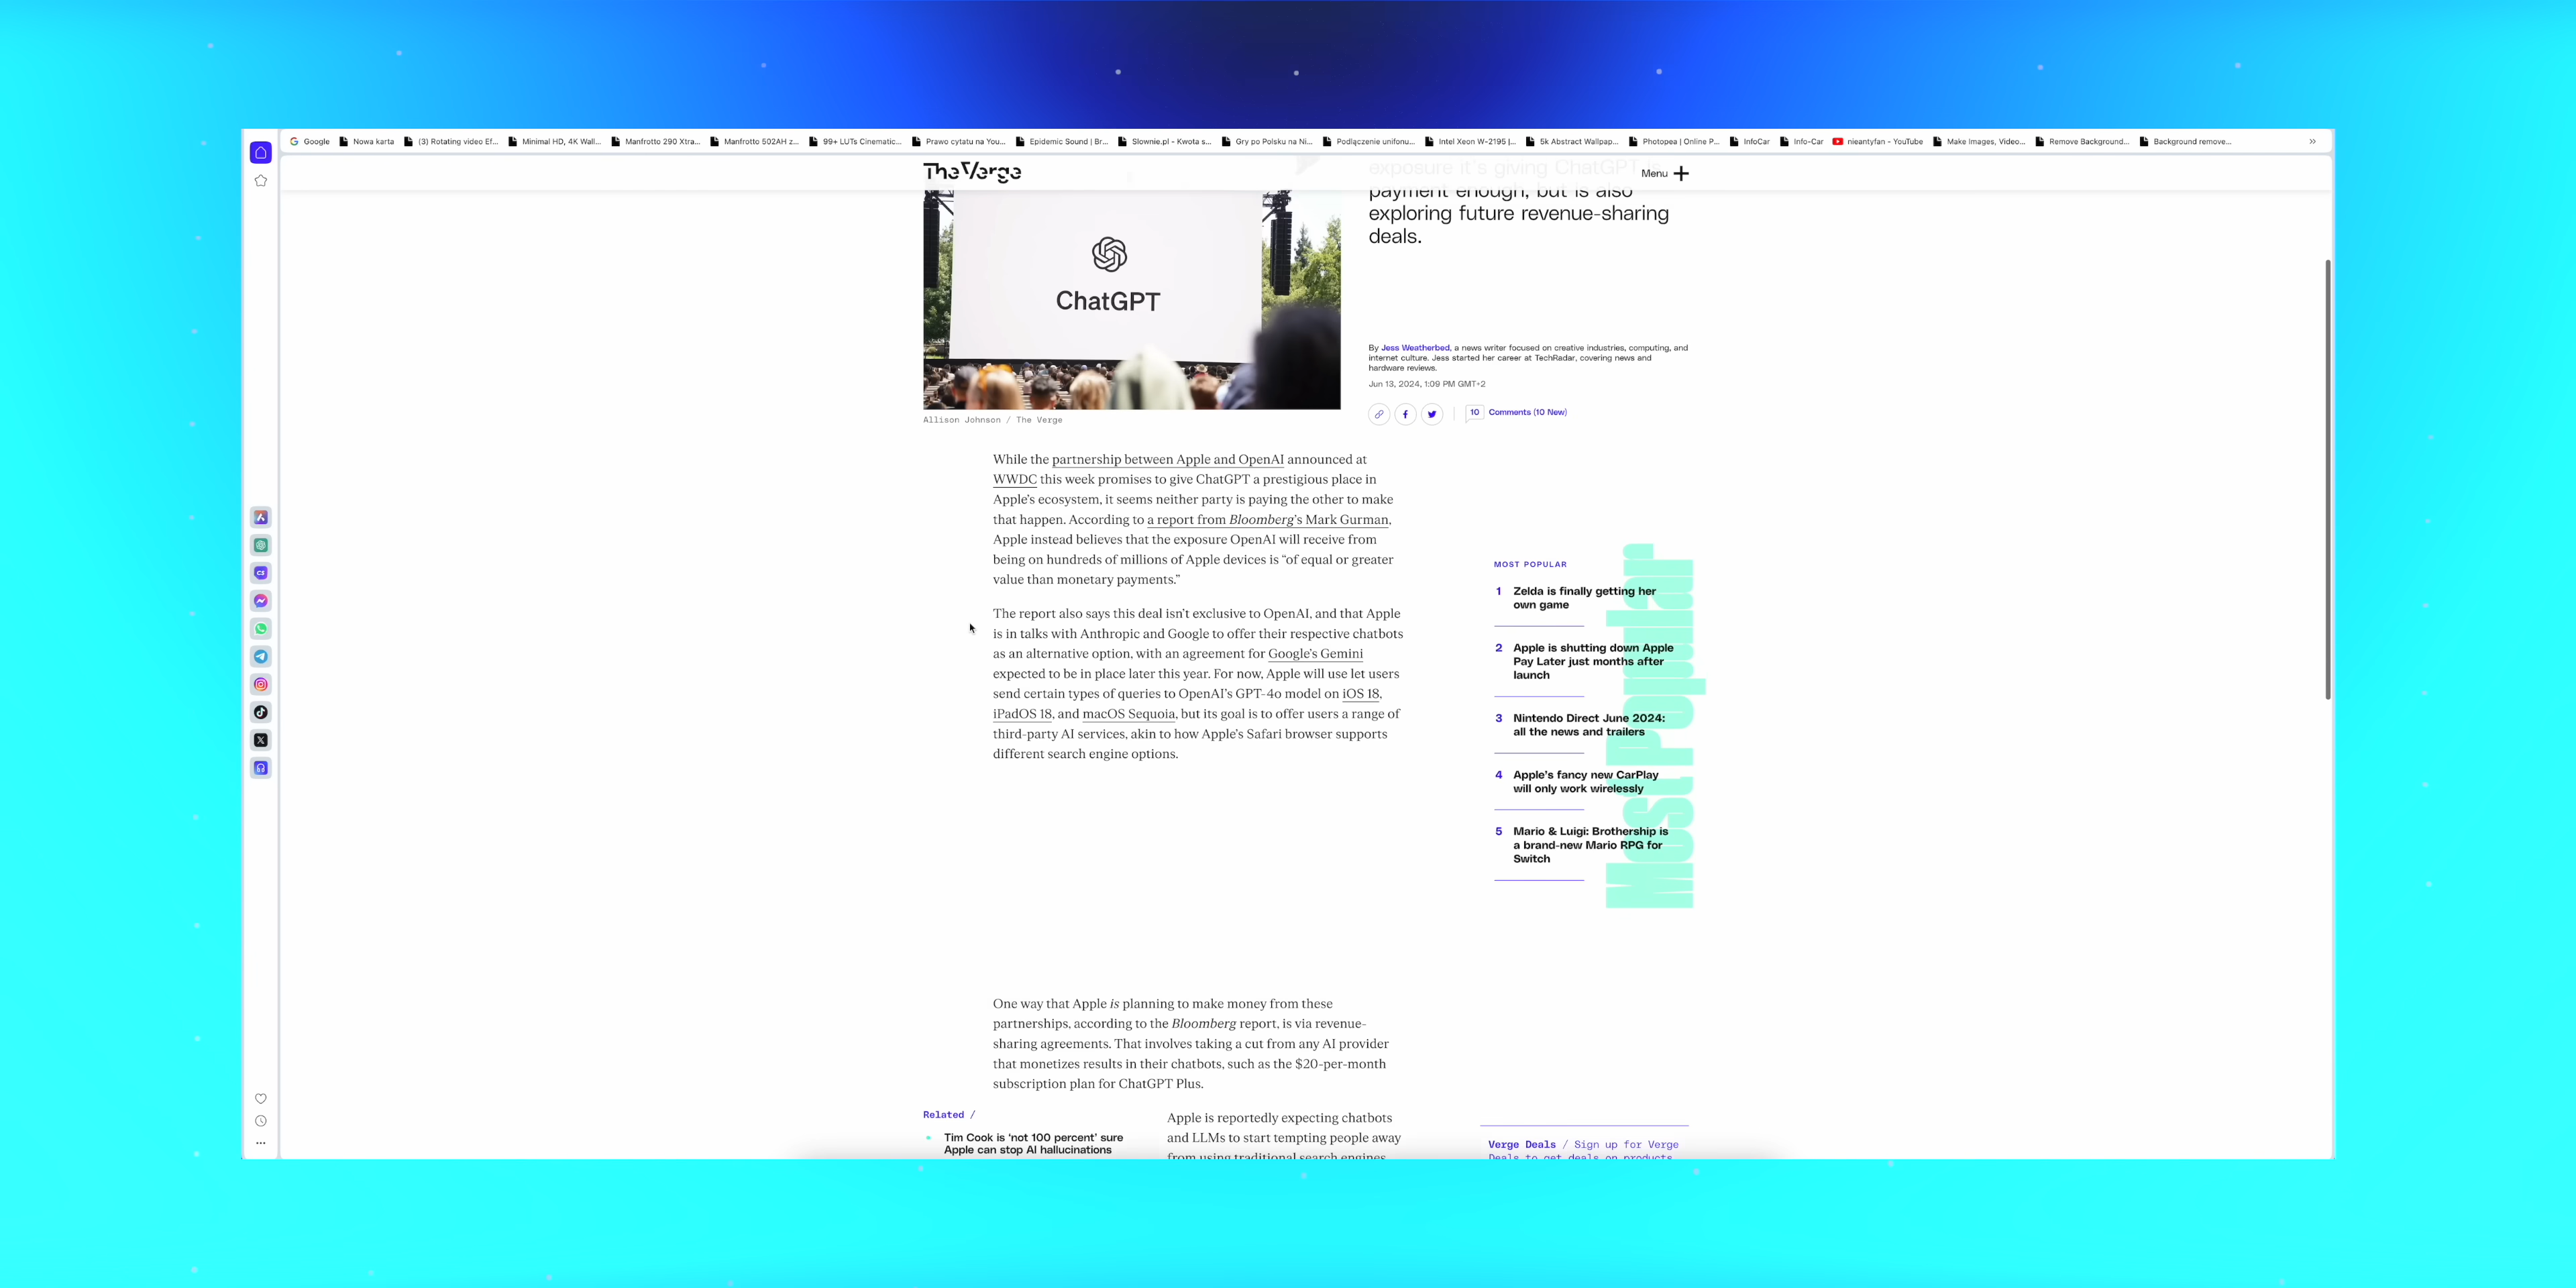 Google
Nowa karta
(3) Rotating video Ef...
Minimal HD, 4K Wall...
Manfrotto 290 Xtra...
Manfrotto 502AH z...
99+ LUTs Cinematic...
Prawo cytatu na You...
Epidemic Sound | Br...
Slownie.pl - Kwota s...
Gry po Polsku na Ni...
Podłączenie unifonu...
Intel Xeon W-2195 |...
5k Abstract Wallpap...
Photopea | Online P...
InfoCar
Info-Car
nieantyfan - YouTube
Make Images, Video...
Remove Background...
Background remove...
The Verge
Menu
exposure it's giving ChatGPT is
payment enough, but is also
exploring future revenue-sharing
deals.
ChatGPT
By Jess Weatherbed, a news writer focused on creative industries, computing, and
internet culture. Jess started her career at TechRadar, covering news and
hardware reviews.
Jun 13, 2024, 1:09 PM GMT+2
10 Comments (10 New)
Allison Johnson / The Verge
While the partnership between Apple and OpenAI announced at
WWDC this week promises to give ChatGPT a prestigious place in
Apple's ecosystem, it seems neither party is paying the other to make
that happen. According to a report from Bloomberg's Mark Gurman,
Apple instead believes that the exposure OpenAI will receive from
being on hundreds of millions of Apple devices is “of equal or greater
value than monetary payments.”
The report also says this deal isn't exclusive to OpenAI, and that Apple
is in talks with Anthropic and Google to offer their respective chatbots
as an alternative option, with an agreement for Google's Gemini
expected to be in place later this year. For now, Apple will use let users
send certain types of queries to OpenAI's GPT-4o model on iOS 18,
iPadOS 18, and macOS Sequoia, but its goal is to offer users a range of
third-party AI services, akin to how Apple's Safari browser supports
different search engine options.
MOST POPULAR
Most Popular
1 Zelda is finally getting her
own game
2 Apple is shutting down Apple
Pay Later just months after
launch
3 Nintendo Direct June 2024:
all the news and trailers
4 Apple's fancy new CarPlay
will only work wirelessly
5 Mario & Luigi: Brothership is
a brand-new Mario RPG for
Switch
One way that Apple is planning to make money from these
partnerships, according to the Bloomberg report, is via revenue-
sharing agreements. That involves taking a cut from any AI provider
that monetizes results in their chatbots, such as the $20-per-month
subscription plan for ChatGPT Plus.
Related /
Tim Cook is ‘not 100 percent’ sure
Apple can stop AI hallucinations
Apple is reportedly expecting chatbots
and LLMs to start tempting people away
from using traditional search engines
Verge Deals / Sign up for Verge
Deals to get deals on products